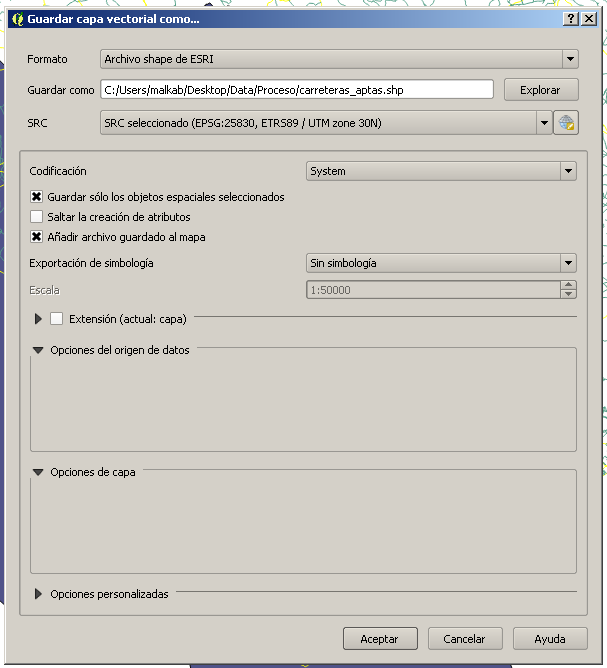 Guardar capa vectorial como...
Formato Archivo shape de ESRI
Guardar como C:/Users/malkab/Desktop/Data/Proceso/carreteras_aptas.shp Explorar
SRC SRC seleccionado (EPSG:25830, ETRS89 / UTM zone 30N)
Codificación System
Guardar sólo los objetos espaciales seleccionados
Saltar la creación de atributos
Añadir archivo guardado al mapa
Exportación de simbología Sin simbología
Escala 1:50000
Extensión (actual: capa)
Opciones del origen de datos
Opciones de capa
Opciones personalizadas
Aceptar Cancelar Ayuda